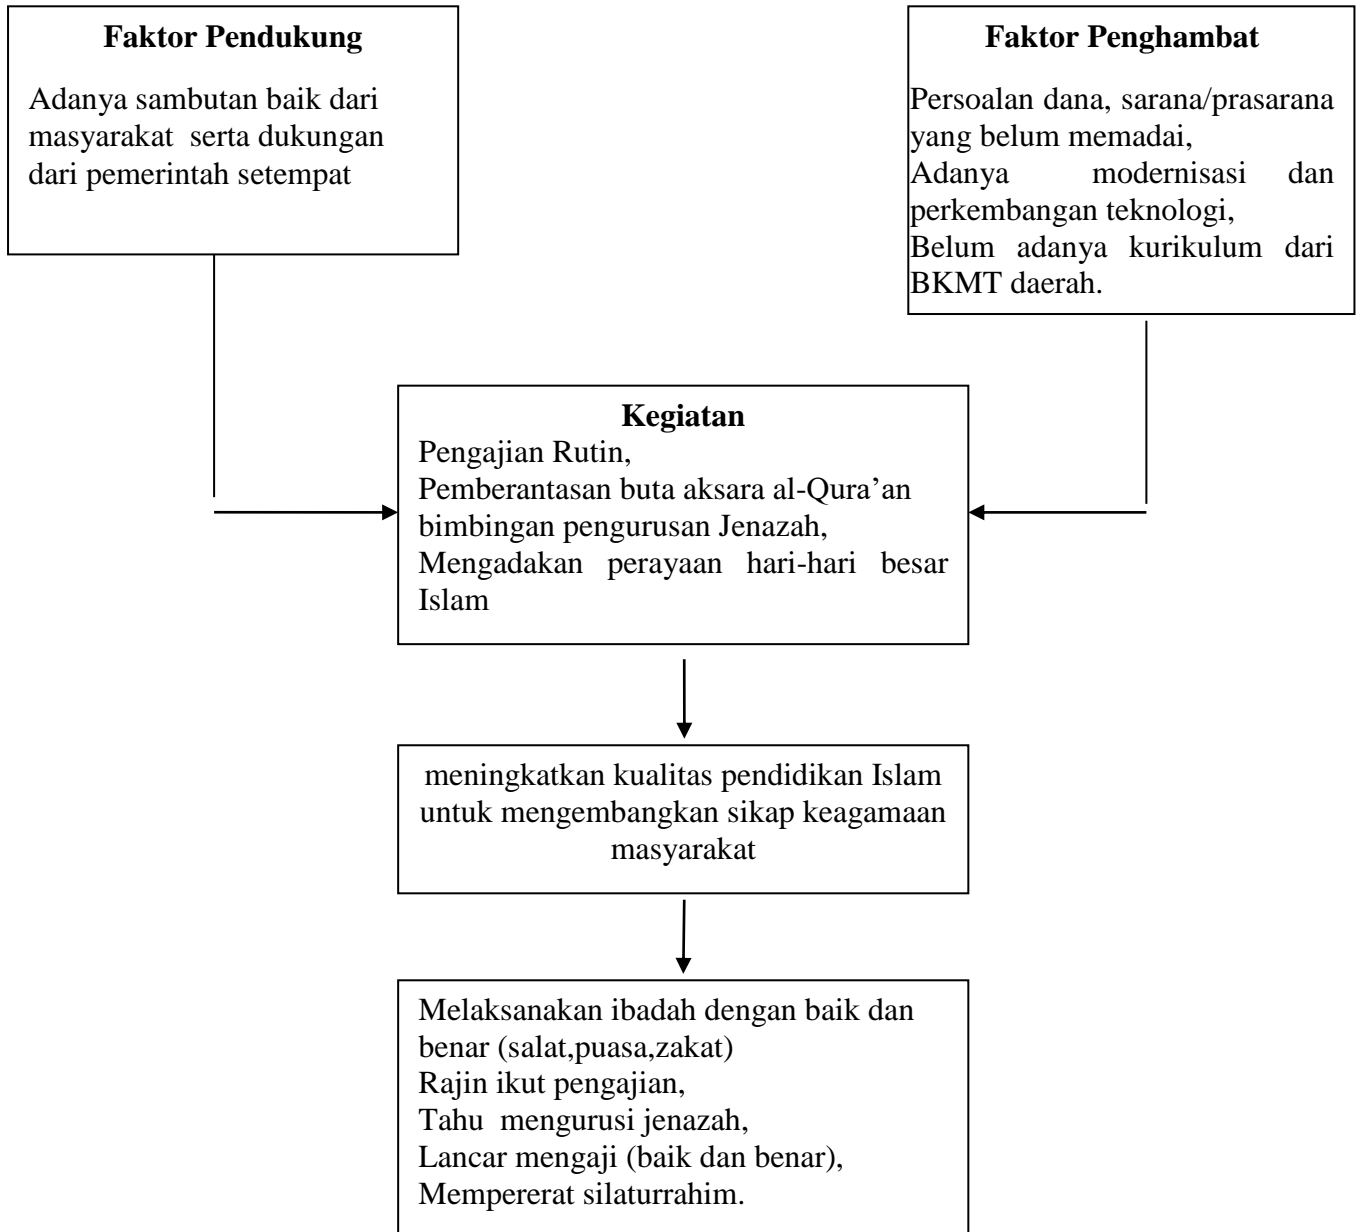 Faktor Pendukung
Adanya sambutan baik dari
masyarakat serta dukungan
dari pemerintah setempat
Faktor Penghambat
Persoalan dana, sarana/prasarana
yang belum memadai,
Adanya modernisasi dan
perkembangan teknologi,
Belum adanya kurikulum dari
BKMT daerah.
Kegiatan
Pengajian Rutin,
Pemberantasan buta aksara al-Qura’an
bimbingan pengurusan Jenazah,
Mengadakan perayaan hari-hari besar
Islam
meningkatkan kualitas pendidikan Islam
untuk mengembangkan sikap keagamaan
masyarakat
Melaksanakan ibadah dengan baik dan
benar (salat,puasa,zakat)
Rajin ikut pengajian,
Tahu mengurusi jenazah,
Lancar mengaji (baik dan benar),
Mempererat silaturrahim.